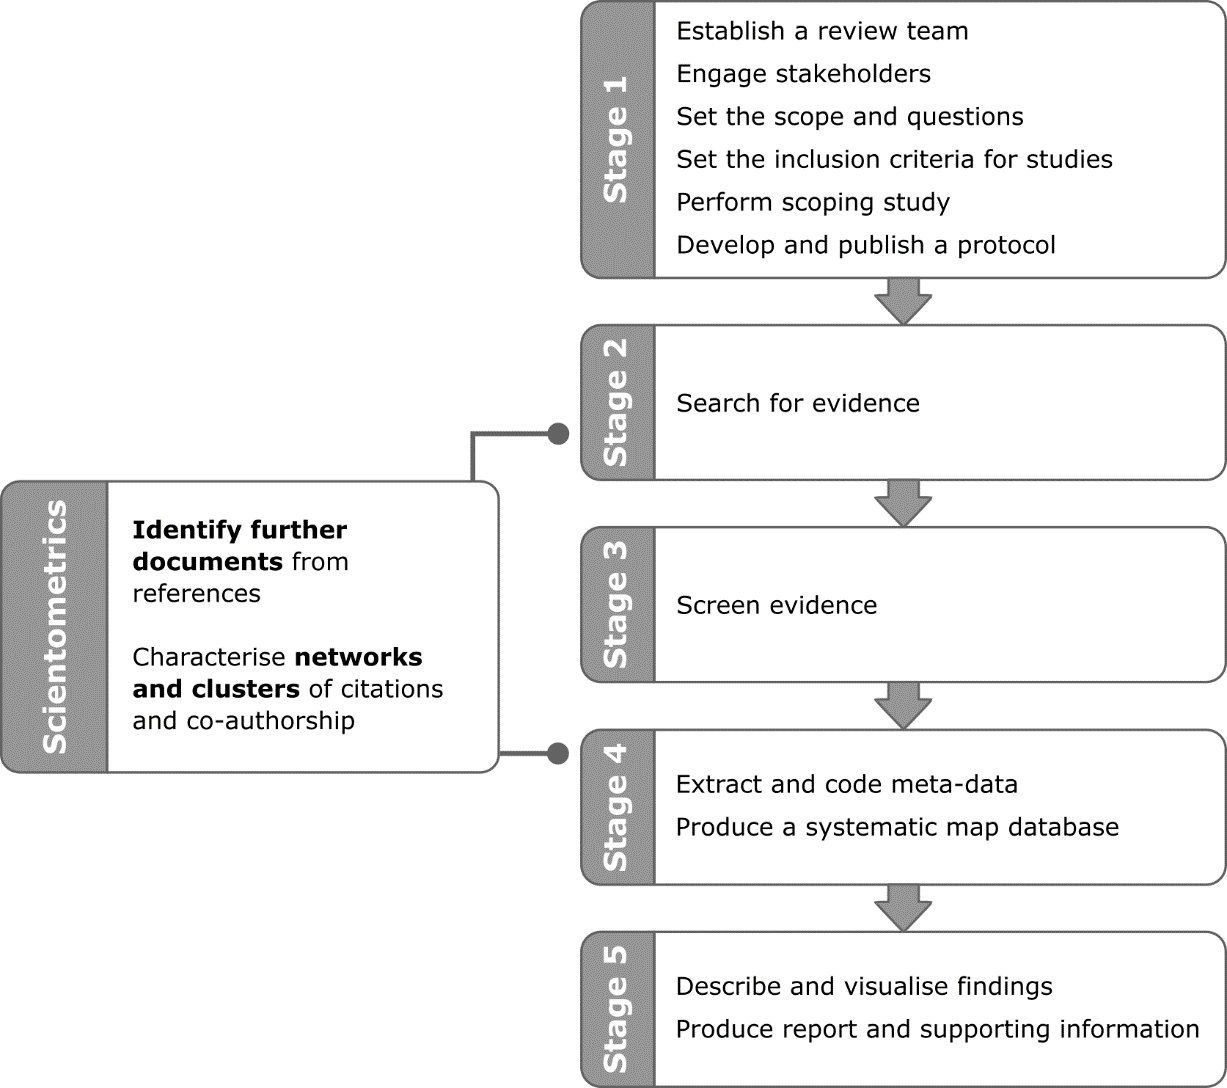 Stage 1
Establish a review team
Engage stakeholders
Set the scope and questions
Set the inclusion criteria for studies
Perform scoping study
Develop and publish a protocol
Stage 2
Search for evidence
Scientometrics
Identify further
documents from
references
Characterise networks
and clusters of citations
and co-authorship
Stage 3
Screen evidence
Stage 4
Extract and code meta-data
Produce a systematic map database
Stage 5
Describe and visualise findings
Produce report and supporting information